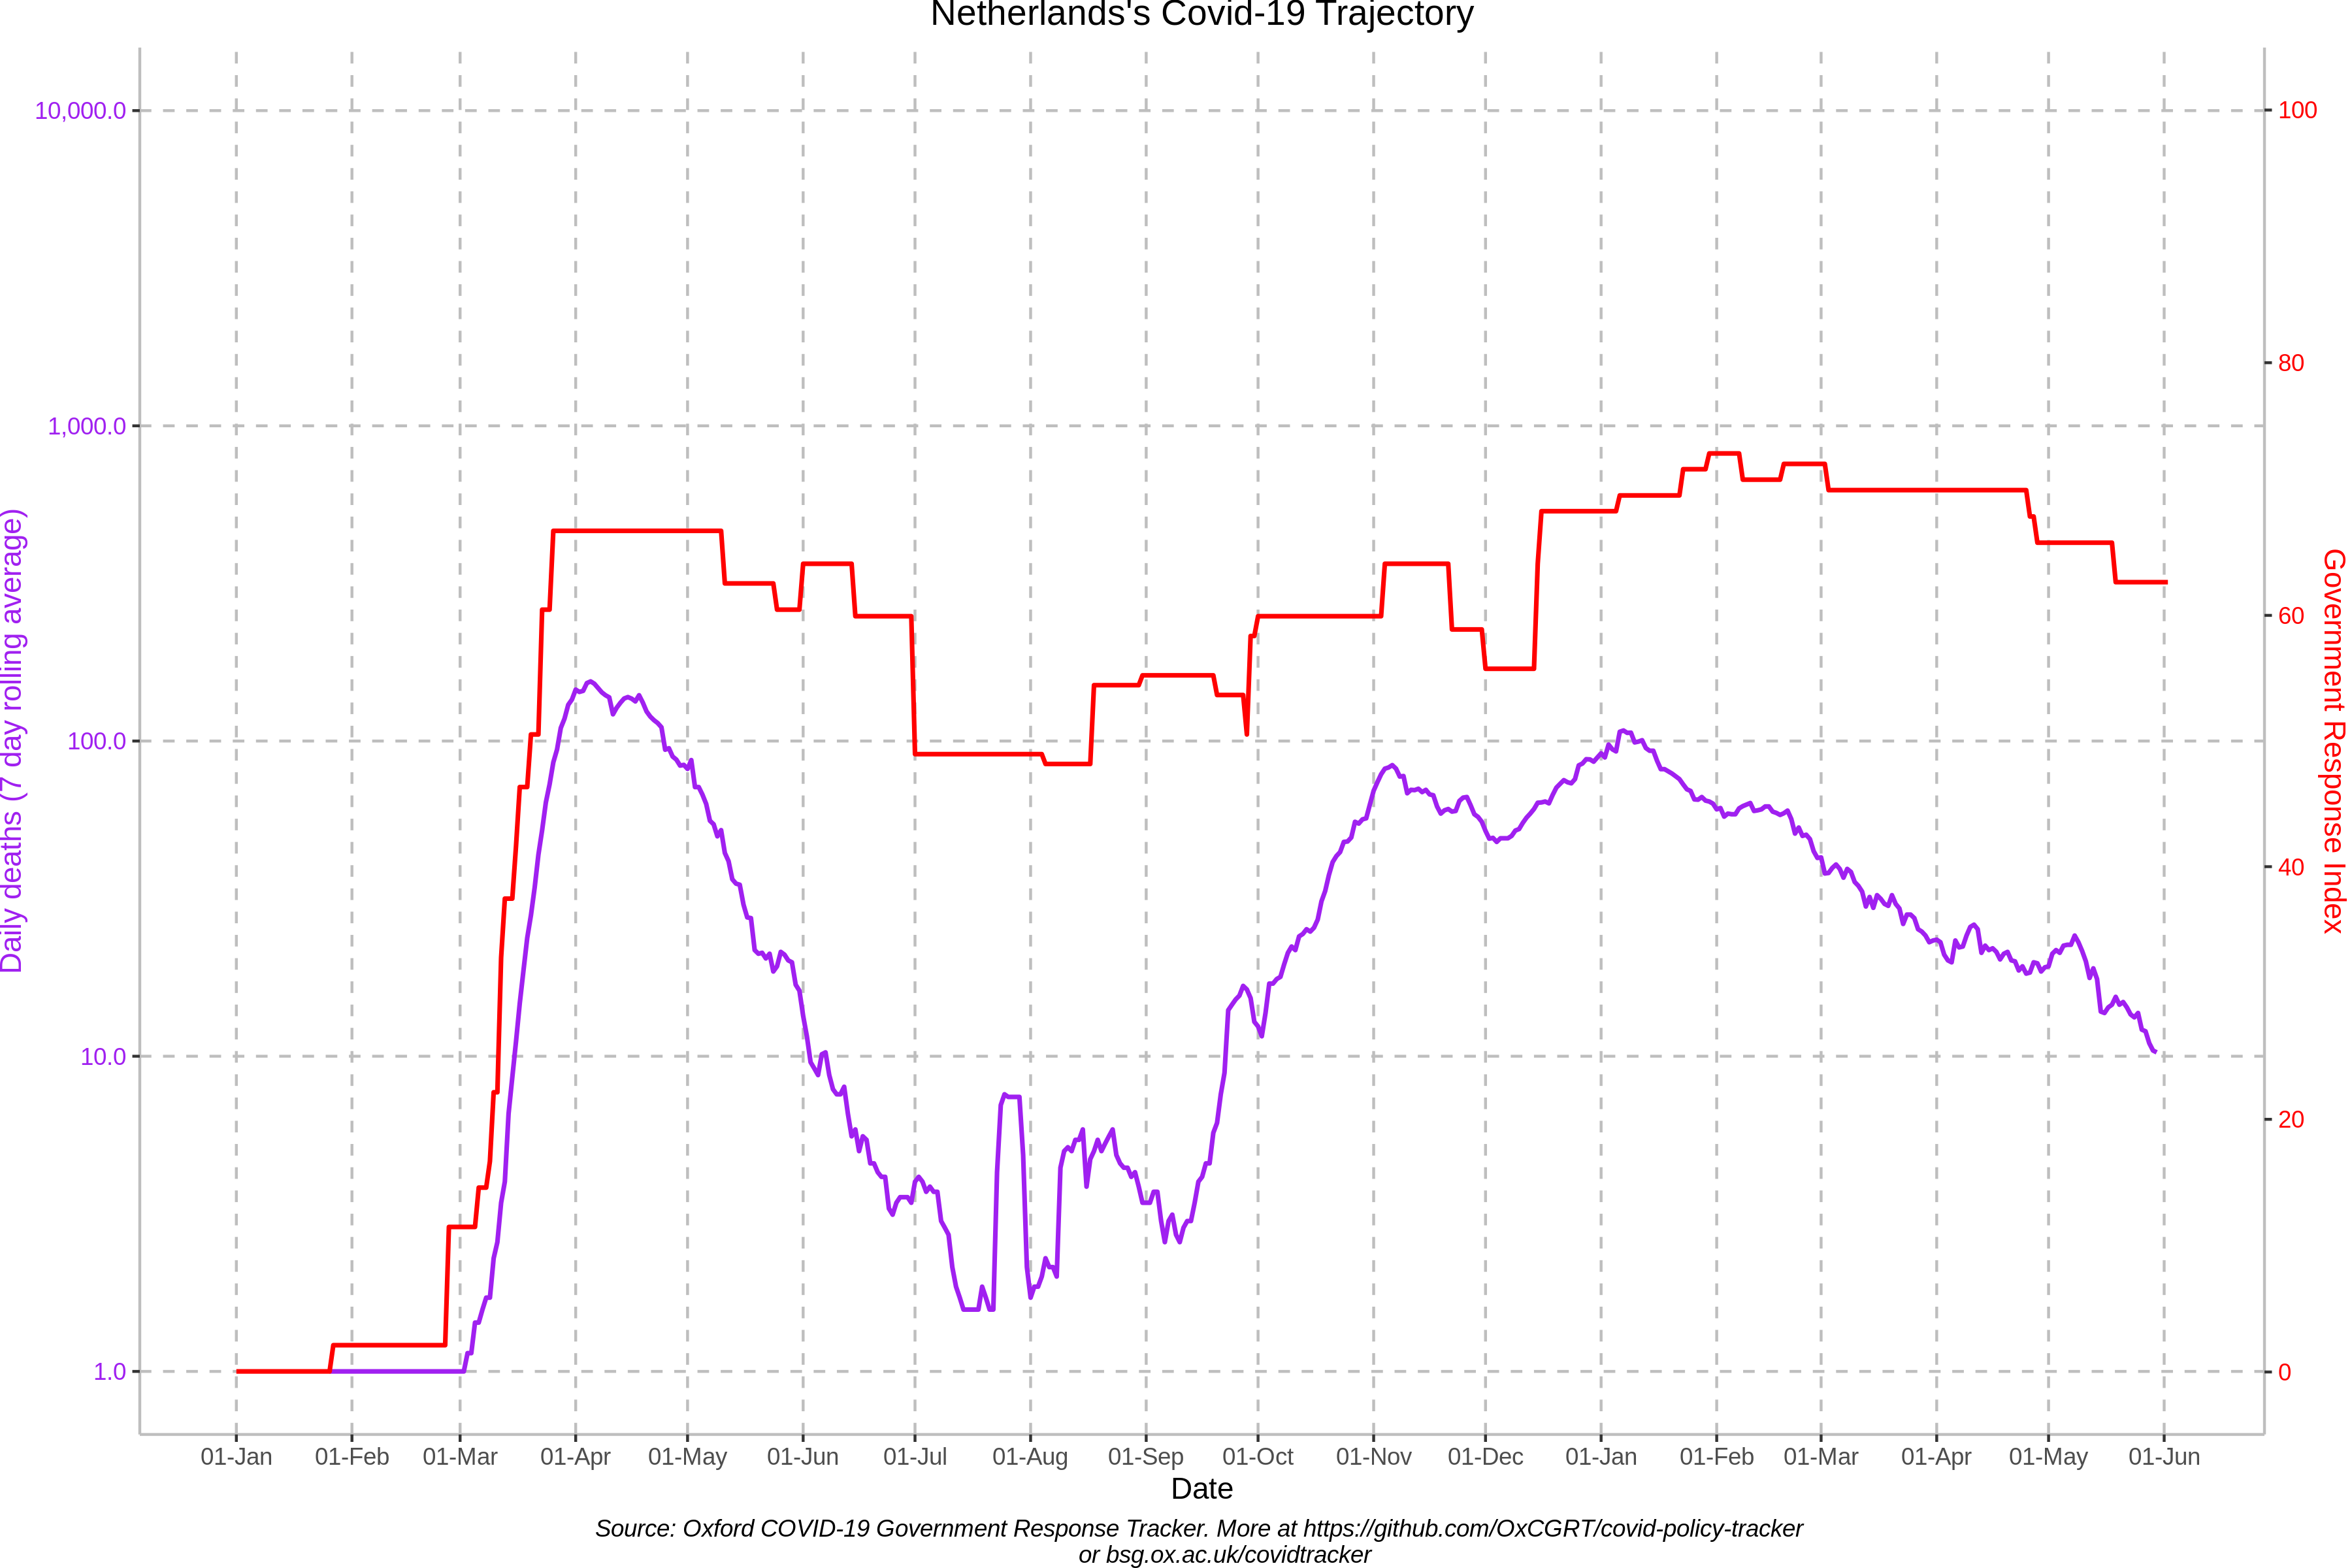 Netherlands's Covid-19 Trajectory
10,000.0
1,000.0
100.0
10.0
1.0
Daily deaths (7 day rolling average)
100
80
60
40
20
0
Government Response Index
01-Jan 01-Feb 01-Mar 01-Apr 01-May 01-Jun 01-Jul 01-Aug 01-Sep 01-Oct 01-Nov 01-Dec 01-Jan 01-Feb 01-Mar 01-Apr 01-May 01-Jun
Date
Source: Oxford COVID-19 Government Response Tracker. More at https://github.com/OxCGRT/covid-policy-tracker
or bsg.ox.ac.uk/covidtracker